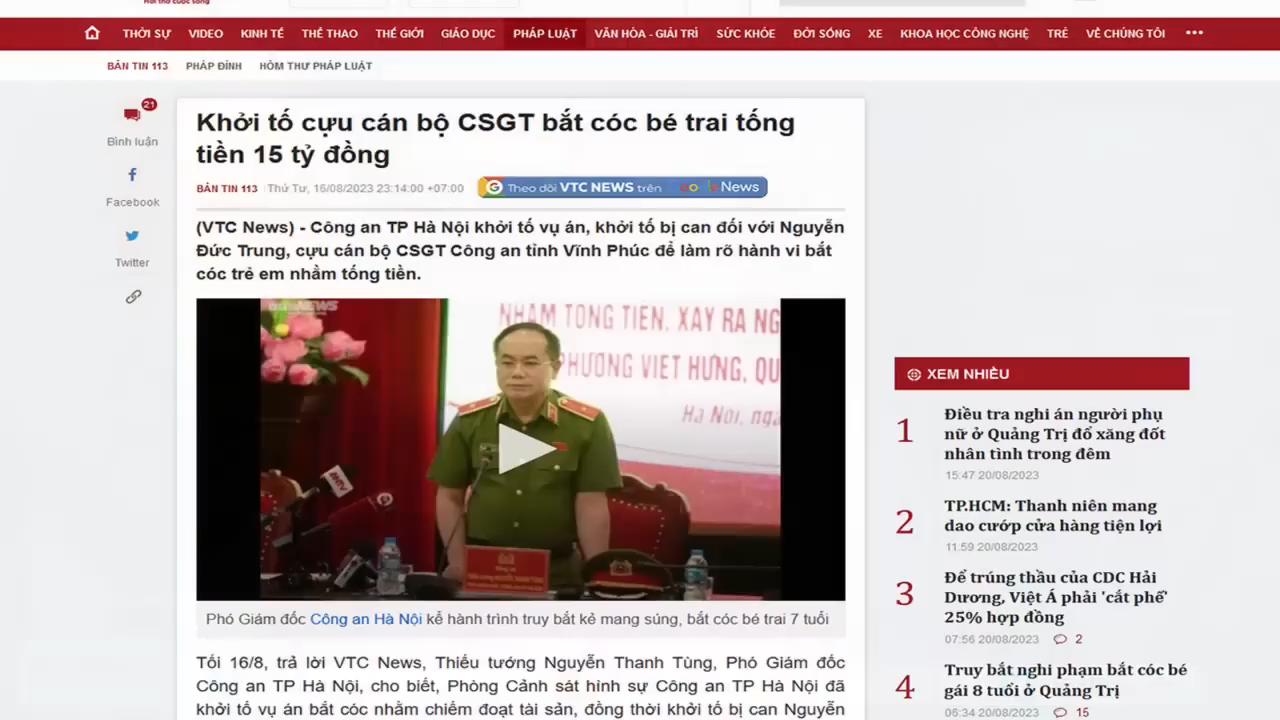 Hơi thở cuộc sống
THỜI SỰ VIDEO KINH TẾ THỂ THAO THẾ GIỚI GIÁO DỤC PHÁP LUẬT VĂN HÓA - GIẢI TRÍ SỨC KHỎE ĐỜI SỐNG XE KHOA HỌC CÔNG NGHỆ TRẺ VỀ CHÚNG TÔI •••
BẢN TIN 113 PHÁP ĐÌNH HÒM THƯ PHÁP LUẬT
21
Bình luận
Facebook
Twitter
Khởi tố cựu cán bộ CSGT bắt cóc bé trai tống
tiền 15 tỷ đồng
BẢN TIN 113 Thứ Tư, 16/08/2023 23:14:00 +07:00 G Theo dõi VTC NEWS trên News
(VTC News) - Công an TP Hà Nội khởi tố vụ án, khởi tố bị can đối với Nguyễn
Đức Trung, cựu cán bộ CSGT Công an tỉnh Vĩnh Phúc để làm rõ hành vi bắt
cóc trẻ em nhằm tống tiền.
NEWS
NHẰM TỐNG TIỀN, XẢY RA NG
PHƯỜNG VIỆT HƯNG, QU
Hà Nội, ng
Phó Giám đốc Công an Hà Nội kể hành trình truy bắt kẻ mang súng, bắt cóc bé trai 7 tuổi
Tối 16/8, trả lời VTC News, Thiếu tướng Nguyễn Thanh Tùng, Phó Giám đốc
Công an TP Hà Nội, cho biết, Phòng Cảnh sát hình sự Công an TP Hà Nội đã
khởi tố vụ án bắt cóc nhằm chiếm đoạt tài sản, đồng thời khởi tố bị can Nguyễn
XEM NHIỀU
1 Điều tra nghi án người phụ
nữ ở Quảng Trị đổ xăng đốt
nhân tình trong đêm
15:47 20/08/2023
2 TP.HCM: Thanh niên mang
dao cướp cửa hàng tiện lợi
11:59 20/08/2023
3 Để trúng thầu của CDC Hải
Dương, Việt Á phải 'cắt phế'
25% hợp đồng
07:56 20/08/2023 2
4 Truy bắt nghi phạm bắt cóc bé
gái 8 tuổi ở Quảng Trị
06:34 20/08/2023 15